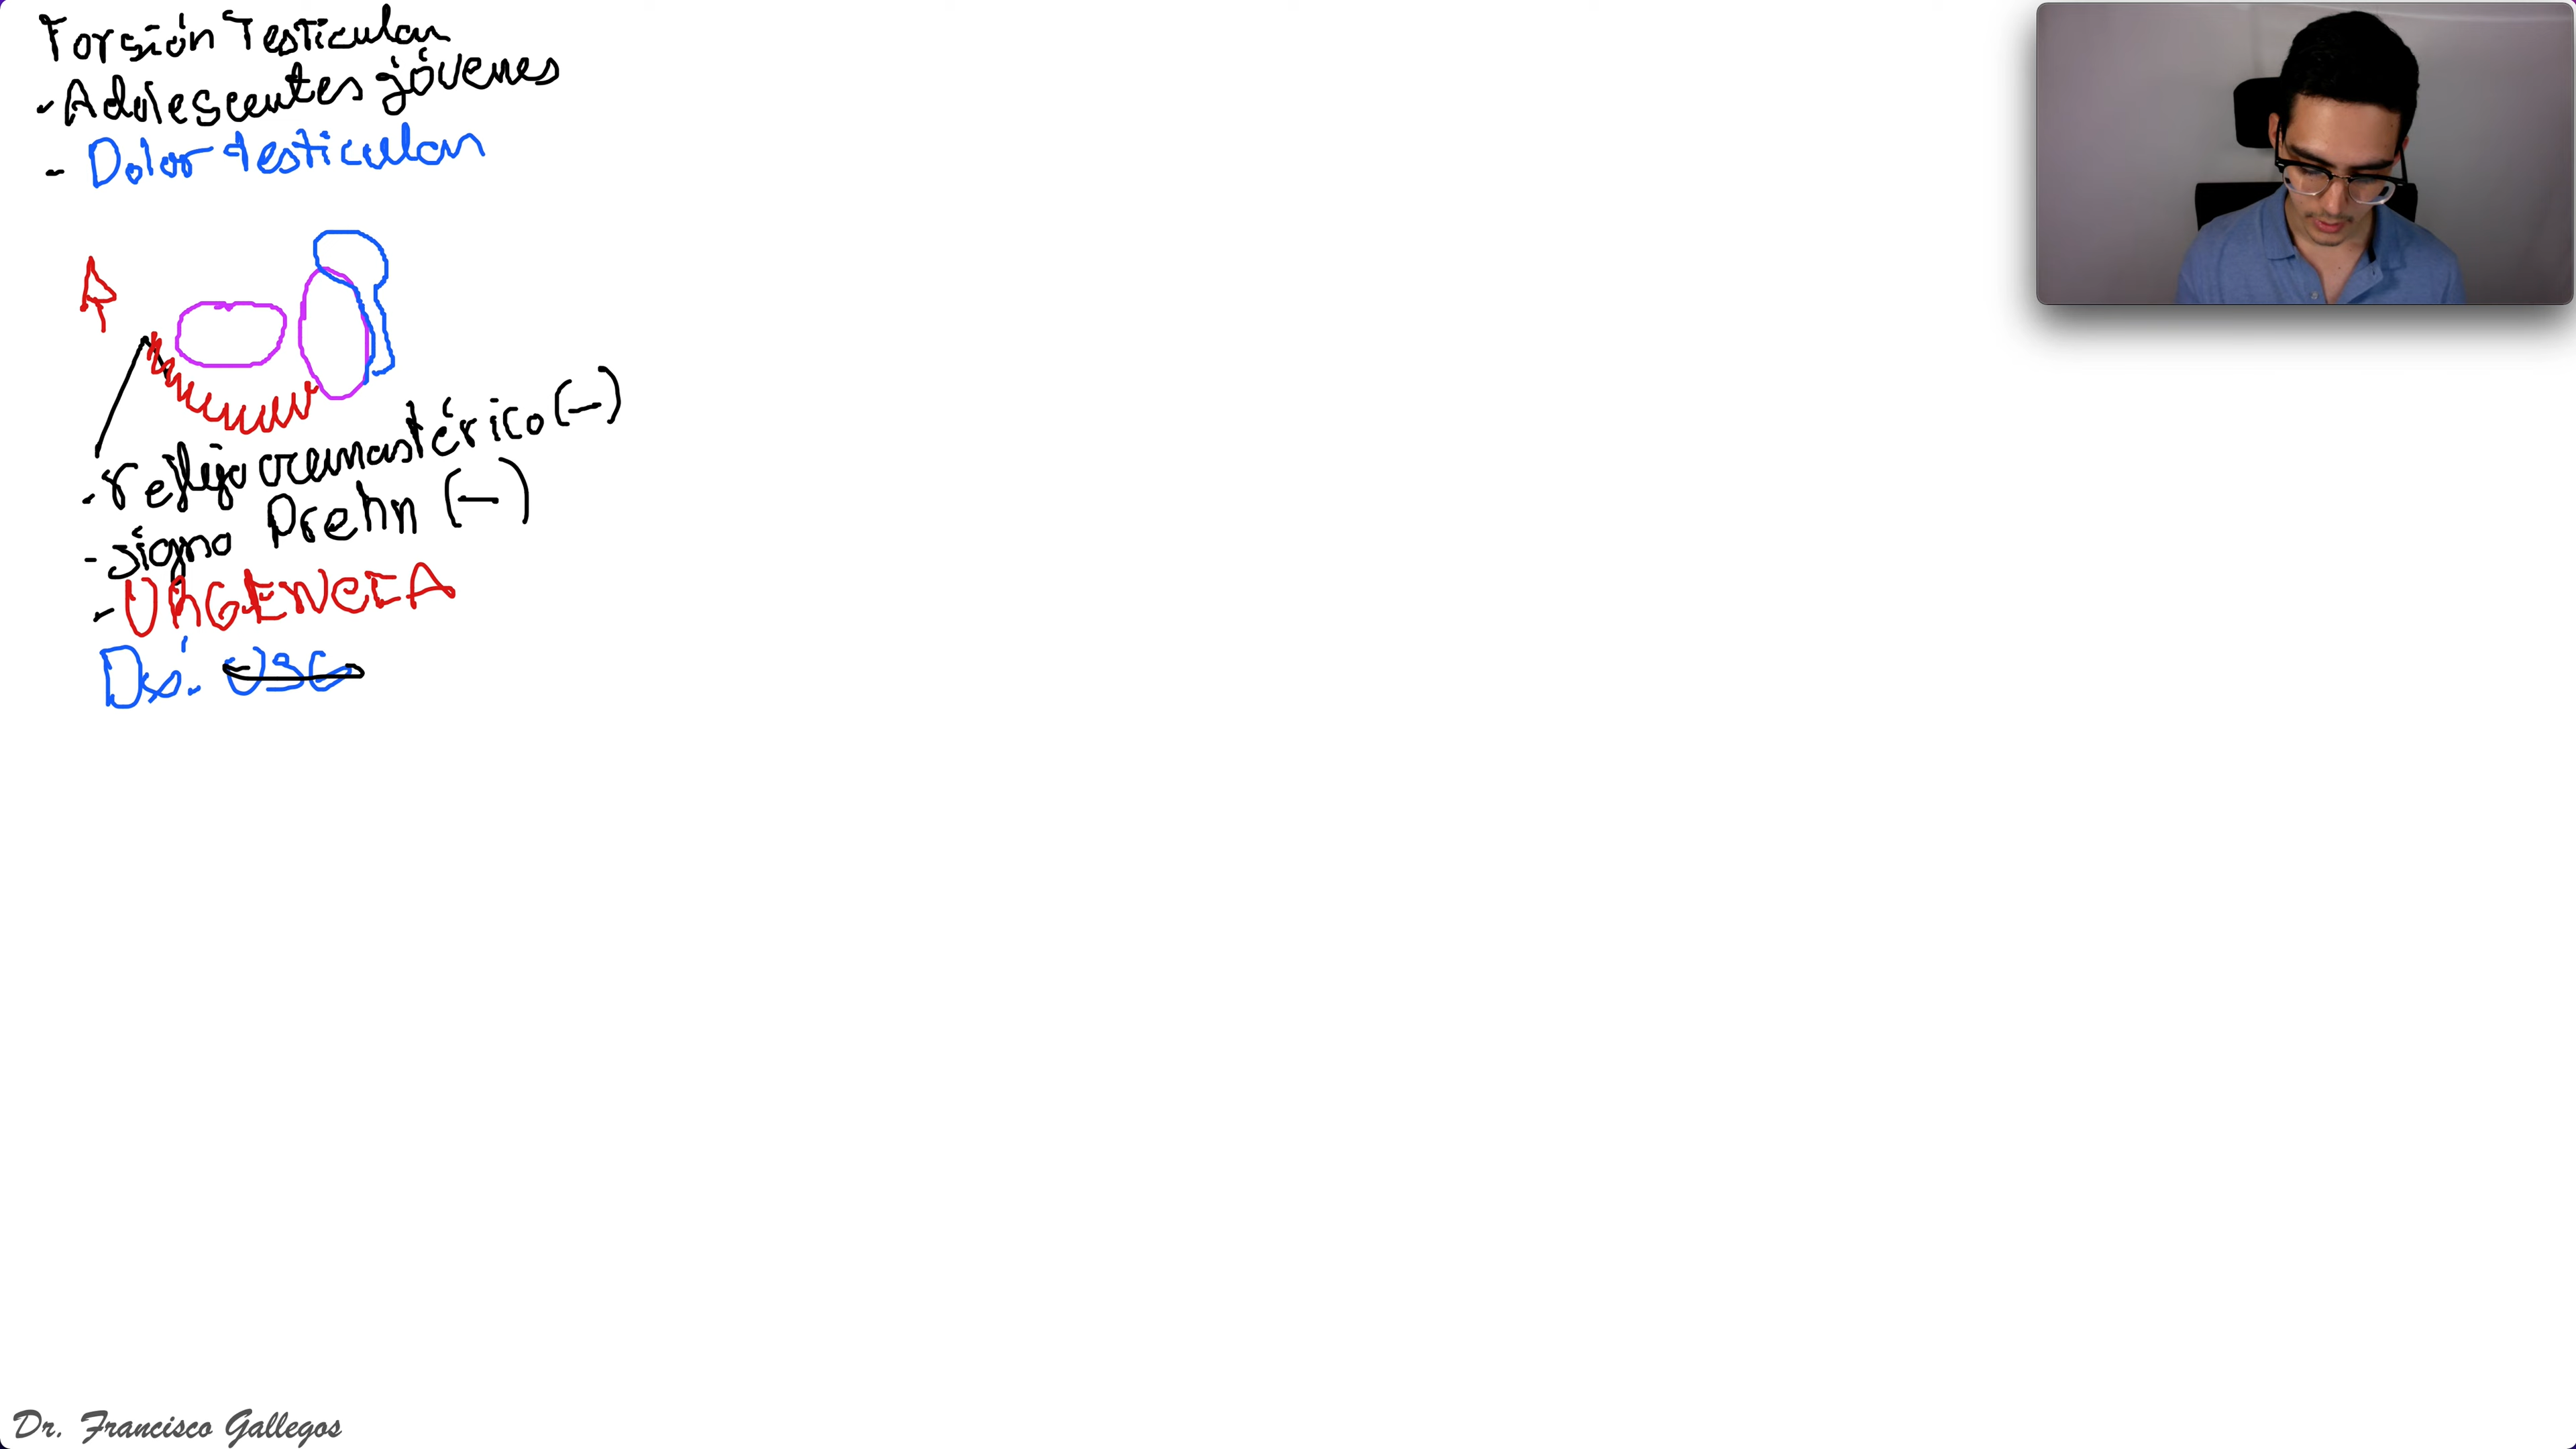 Torsión Testicular
- Adolescentes jóvenes
- Dolor testicular
- reflejo cremastérico (-)
- signo Prehn (-)
- URGENCIA
Dx: USG
Dr. Francisco Gallegos